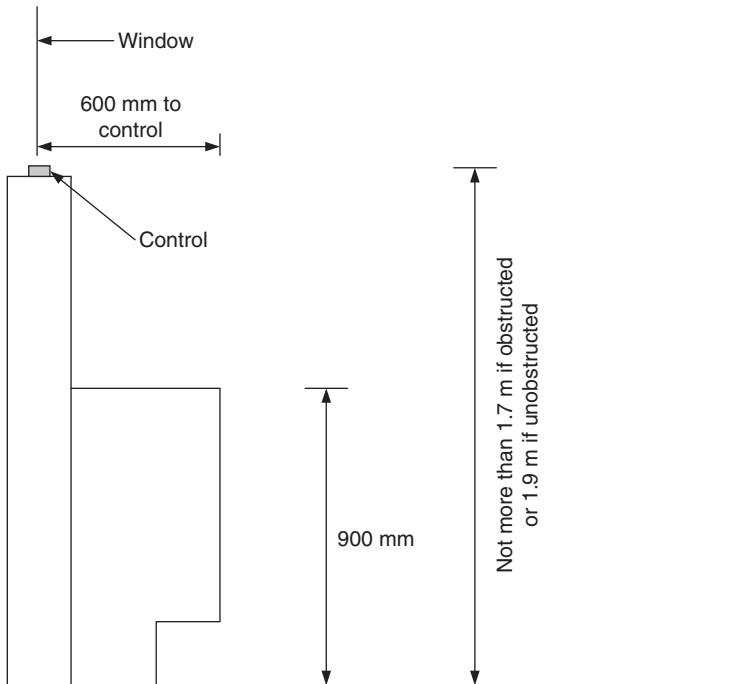 Window
600 mm to
control
Control
Not more than 1.7 m if obstructed
or 1.9 m if unobstructed
900 mm